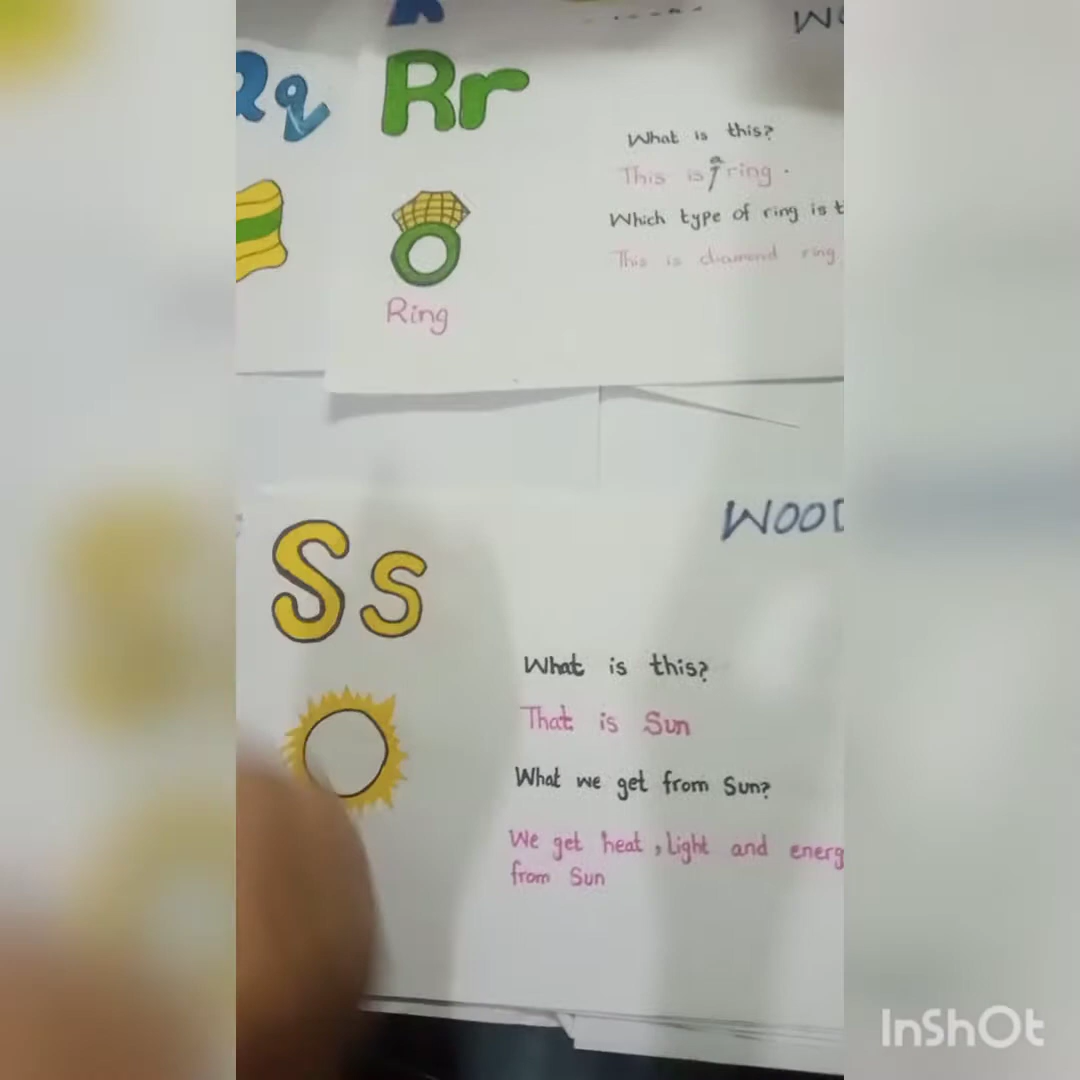 Qq
Rr
What is this?
This is a ring.
Which type of ring is
This is diamond ring
Ring
Ss
What is this?
That is Sun
What we get from Sun?
We get heat, Light and
from Sun
InShOt